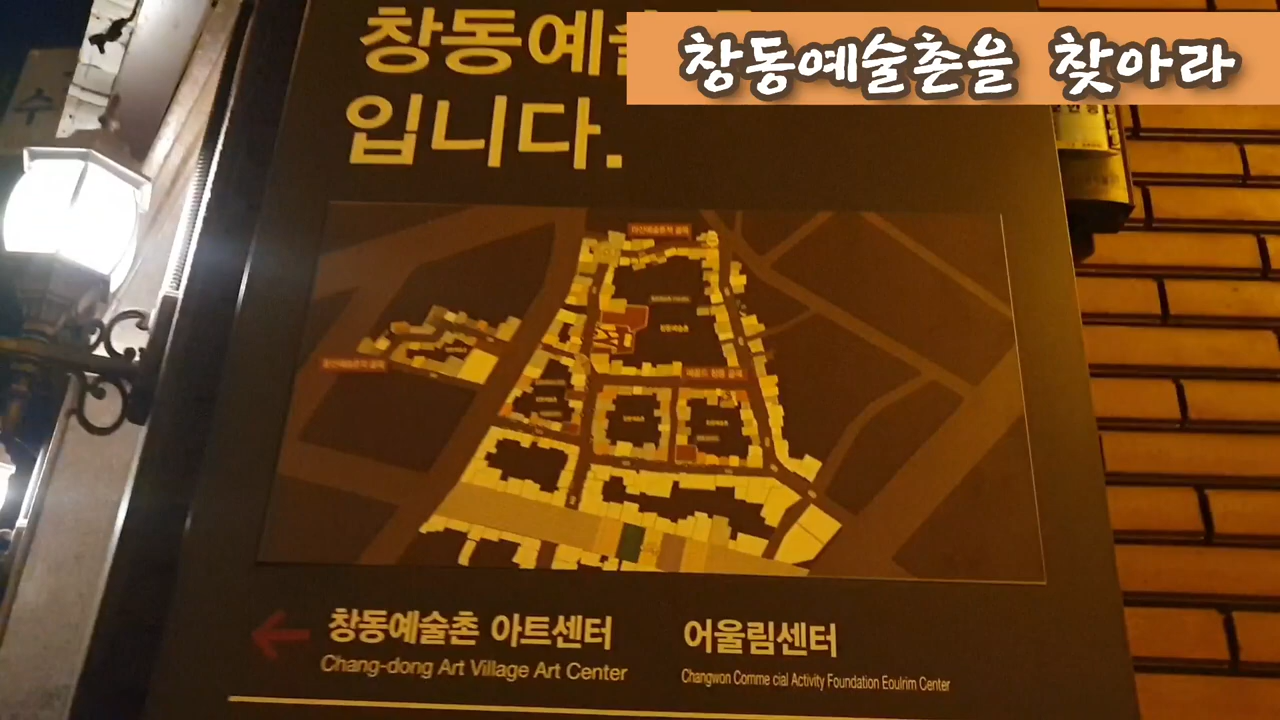 창동예술촌을 찾아라
창동예술
입니다.
창동예술촌 아트센터
Chang-dong Art Village Art Center
어울림센터
Changwon Comme cial Activity Foundation Eoulrim Center